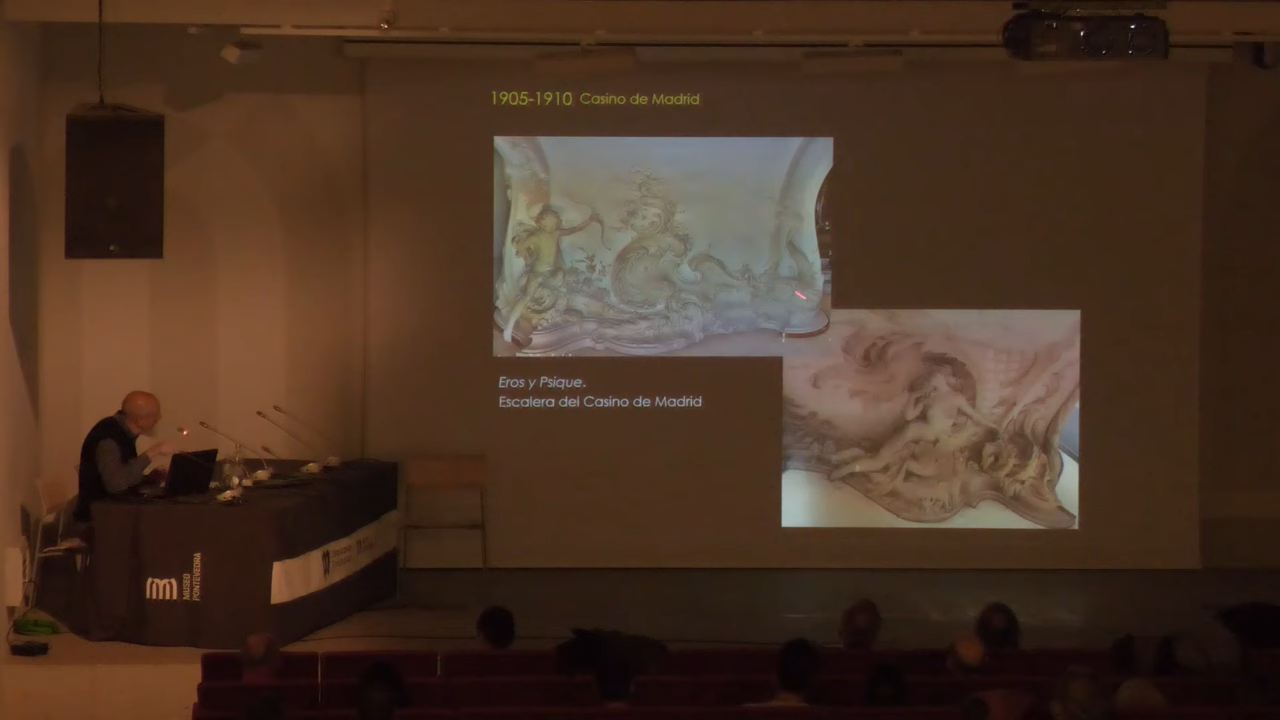 1905-1910 Casino de Madrid
Eros y Psique.
Escalera del Casino de Madrid
m MUSEO
PONTEVEDRA